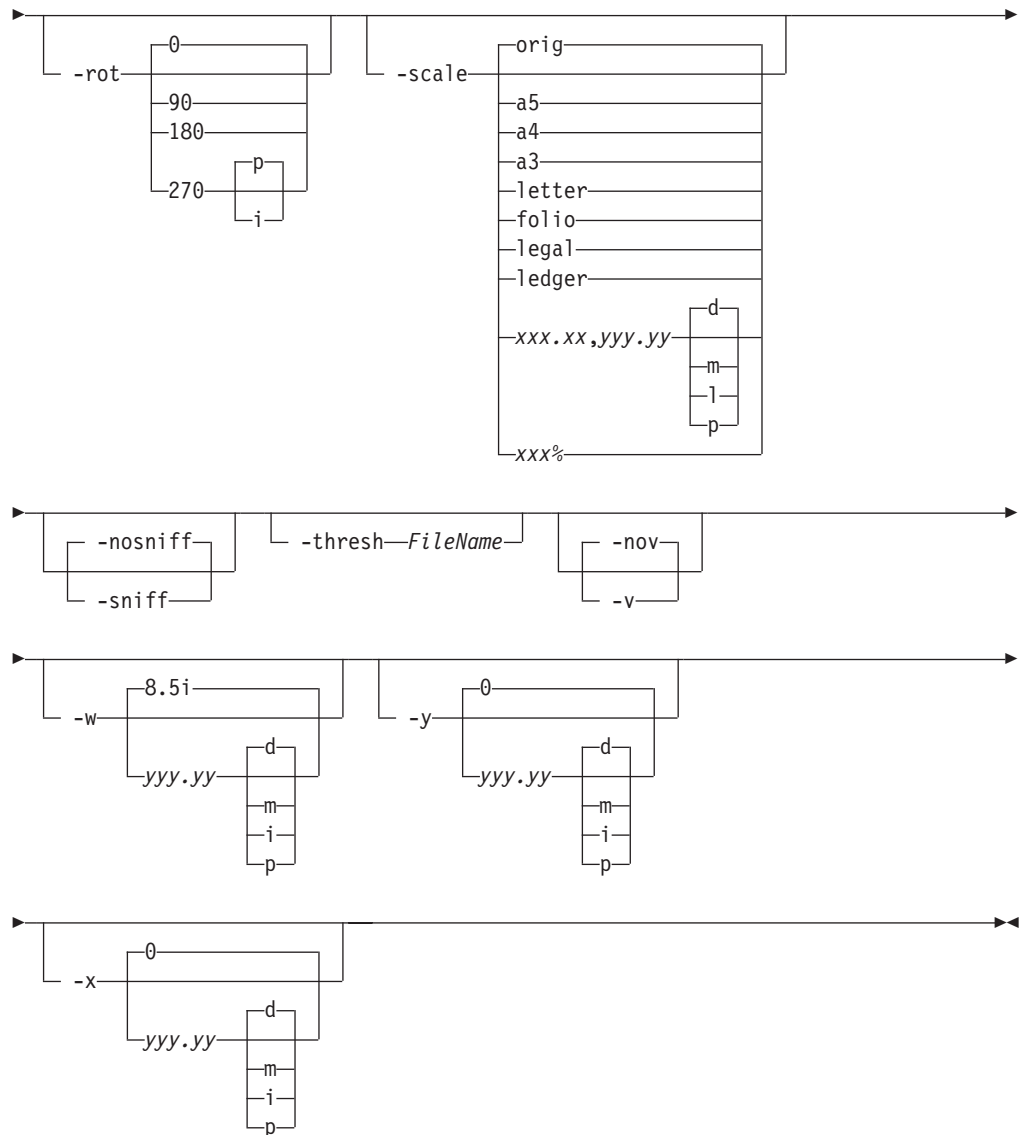 0
orig
-rot
-scale
90
a5
180
a4
p
a3
270
letter
i
folio
legal
ledger
d
xxx.xx,yyy.yy
m
l
p
xxx%
-nosniff
-thresh FileName
-nov
-sniff
-v
8.5i
0
-w
-y
d
d
yyy.yy
yyy.yy
m
m
i
i
p
p
0
-x
d
yyy.yy
m
i
p